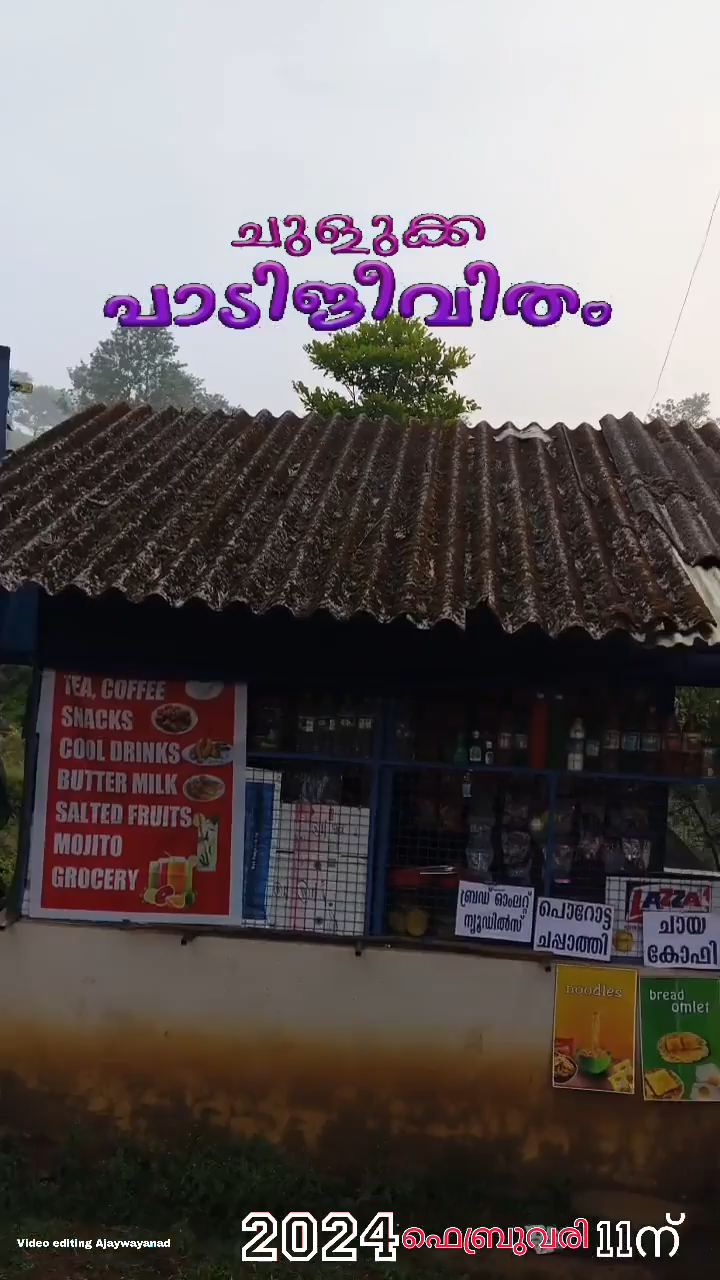 ചുളുക്ക
പാടിജീവിതം
TEA, COFFEE
SNACKS
COOL DRINKS
BUTTER MILK
SALTED FRUITS
MOJITO
GROCERY
ബ്രഡ് ഓംലറ്റ്
ന്യൂഡിൽസ്
പൊറോട്ട
ചപ്പാത്തി
LAZZA
ചായ
കോഫി
noodles
bread
omlet
Video editing Ajaywayanad
2024 ഫെബ്രുവരി 11ന്